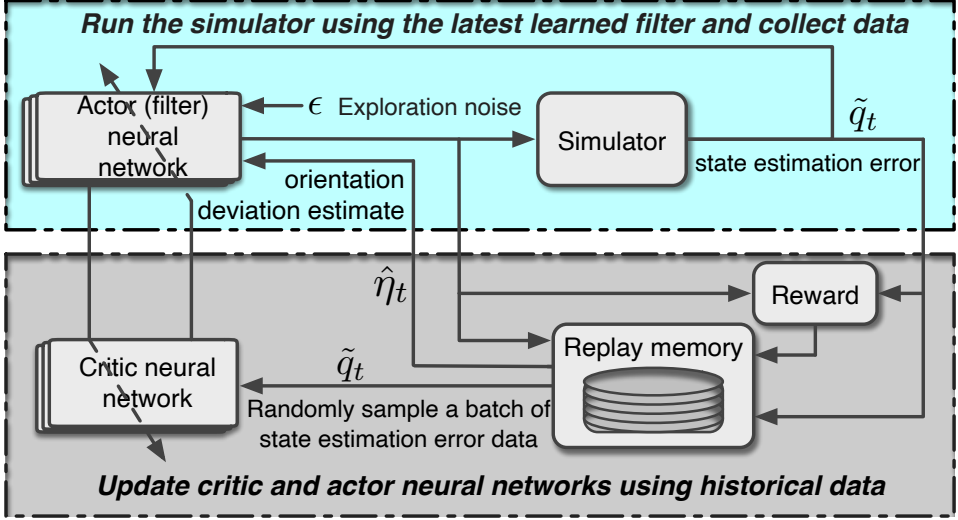 Run the simulator using the latest learned filter and collect data
Actor (filter)
neural
network
ϵ Exploration noise
Simulator
q̃ₜ
state estimation error
orientation
deviation estimate
η̂ₜ
Reward
Replay memory
Critic neural
network
q̃ₜ
Randomly sample a batch of
state estimation error data
Update critic and actor neural networks using historical data